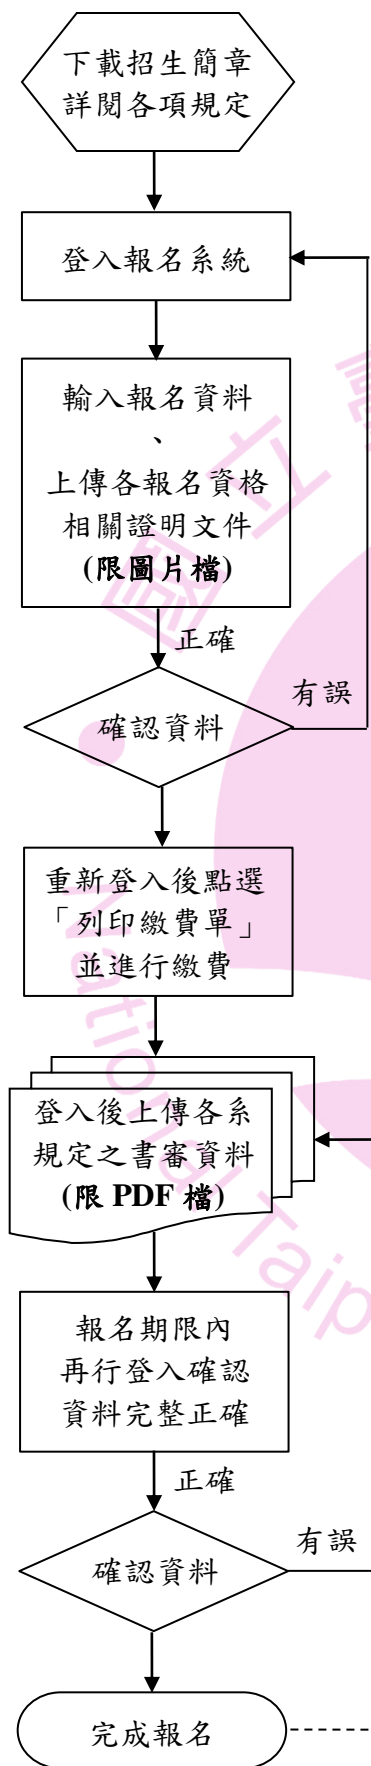 下載招生簡章
詳閱各項規定
登入報名系統
輸入報名資料
、
上傳各報名資格
相關證明文件
(限圖片檔)
正確
有誤
確認資料
重新登入後點選
「列印繳費單」
並進行繳費
登入後上傳各系
規定之書審資料
(限 PDF 檔)
報名期限內
再行登入確認
資料完整正確
正確
有誤
確認資料
完成報名
國立
National Taip